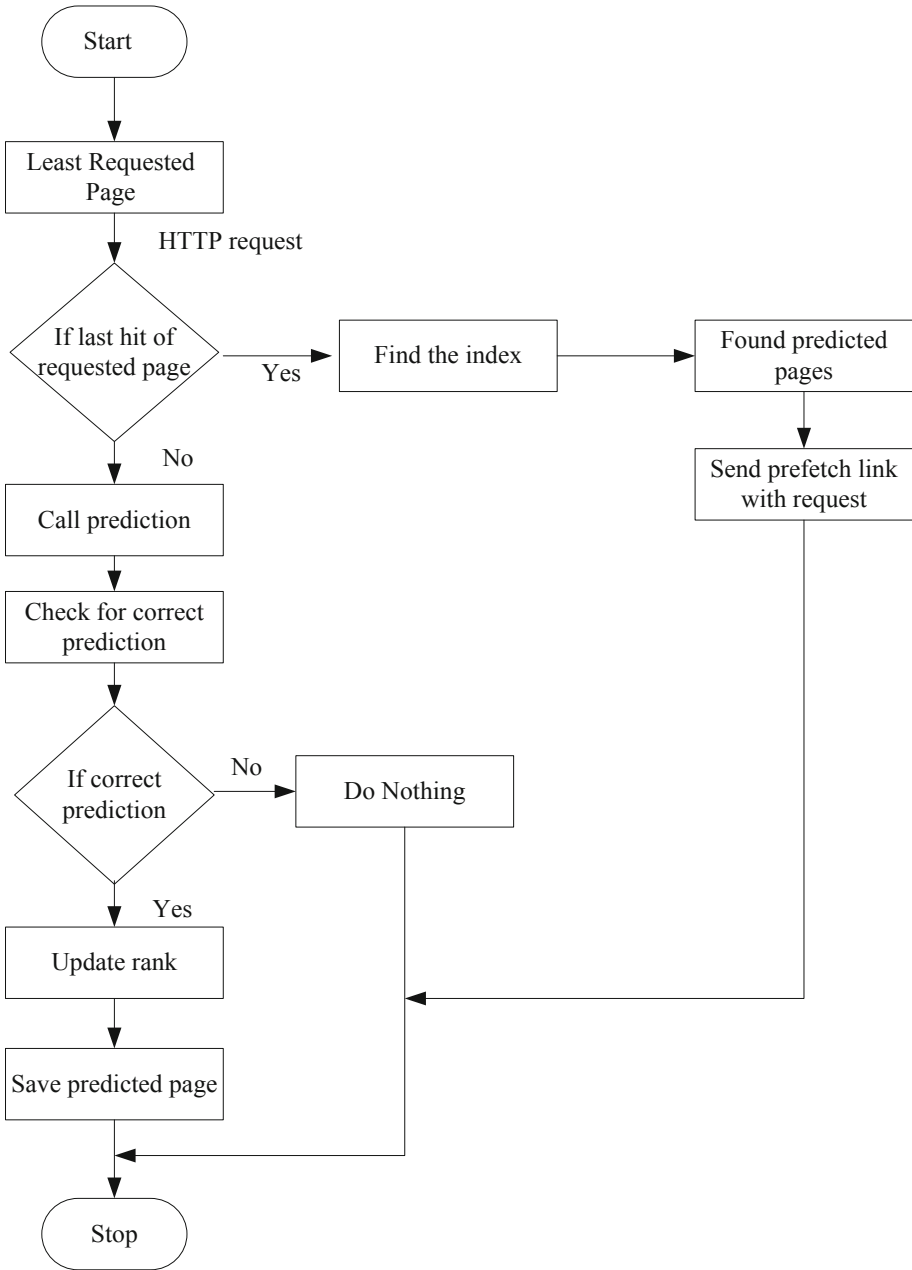 Start
Least Requested
Page
HTTP request
If last hit of
requested page
Yes
Find the index
Found predicted
pages
Send prefetch link
with request
No
Call prediction
Check for correct
prediction
If correct
prediction
No
Do Nothing
Yes
Update rank
Save predicted page
Stop